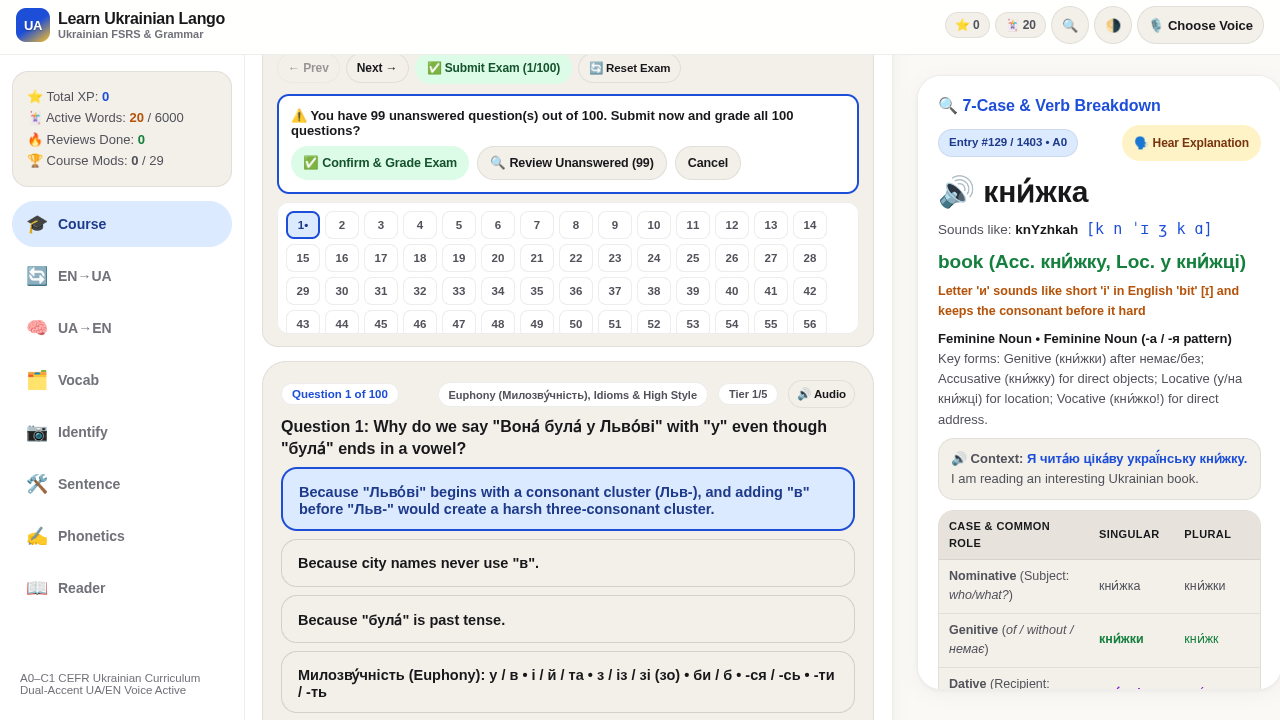 UA
Learn Ukrainian Lango
Ukrainian FSRS & Grammar
⭐ 0
🃏 20
🔍
🌗
🎙️ Choose Voice
⭐ Total XP: 0
🃏 Active Words: 20 / 6000
🔥 Reviews Done: 0
🏆 Course Mods: 0 / 29
🎓 Course
🔄 EN→UA
🧠 UA→EN
🗂️ Vocab
📷 Identify
🛠️ Sentence
✍️ Phonetics
📖 Reader
A0–C1 CEFR Ukrainian Curriculum
Dual-Accent UA/EN Voice Active
← Prev
Next →
✅ Submit Exam (1/100)
🔄 Reset Exam
⚠️ You have 99 unanswered question(s) out of 100. Submit now and grade all 100
questions?
✅ Confirm & Grade Exam
🔍 Review Unanswered (99)
Cancel
1• 2 3 4 5 6 7 8 9 10 11 12 13 14
15 16 17 18 19 20 21 22 23 24 25 26 27 28
29 30 31 32 33 34 35 36 37 38 39 40 41 42
43 44 45 46 47 48 49 50 51 52 53 54 55 56
Question 1 of 100
Euphony (Милозву́чність), Idioms & High Style
Tier 1/5
🔊 Audio
Question 1: Why do we say "Вона́ була́ у Льво́ві" with "у" even though
"була́" ends in a vowel?
Because "Льво́ві" begins with a consonant cluster (Льв-), and adding "в"
before "Льв-" would create a harsh three-consonant cluster.
Because city names never use "в".
Because "була́" is past tense.
Милозву́чність (Euphony): у / в • і / й / та • з / із / зі (зо) • би / б • -ся / -сь • -ти
/ -ть
🔍 7-Case & Verb Breakdown
Entry #129 / 1403 • A0
🗣️ Hear Explanation
🔊 кни́жка
Sounds like: knYzhkah [k n ˈɪ ʒ k ɑ]
book (Acc. кни́жку, Loc. у кни́жці)
Letter 'и' sounds like short 'i' in English 'bit' [ɪ] and
keeps the consonant before it hard
Feminine Noun • Feminine Noun (-а / -я pattern)
Key forms: Genitive (кни́жки) after немає/без;
Accusative (кни́жку) for direct objects; Locative (у/на
кни́жці) for location; Vocative (кни́жко!) for direct
address.
🔊 Context: Я чита́ю ціка́ву украї́нську кни́жку.
I am reading an interesting Ukrainian book.
CASE & COMMON
ROLE
SINGULAR
PLURAL
Nominative (Subject:
who/what?)
кни́жка
кни́жки
Genitive (of / without /
немає)
кни́жки
кни́жк
Dative (Recipient: